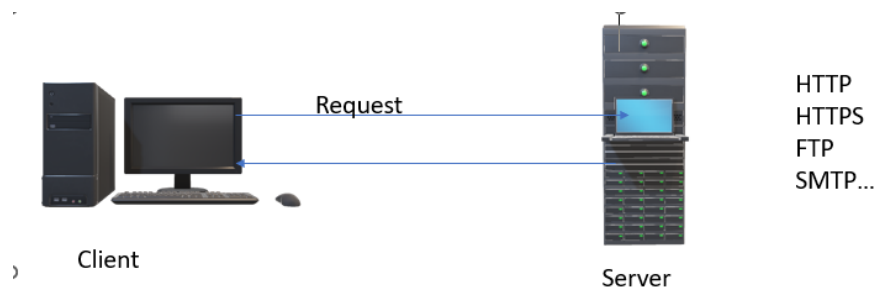 Request
HTTP
HTTPS
FTP
SMTP...
Client
Server